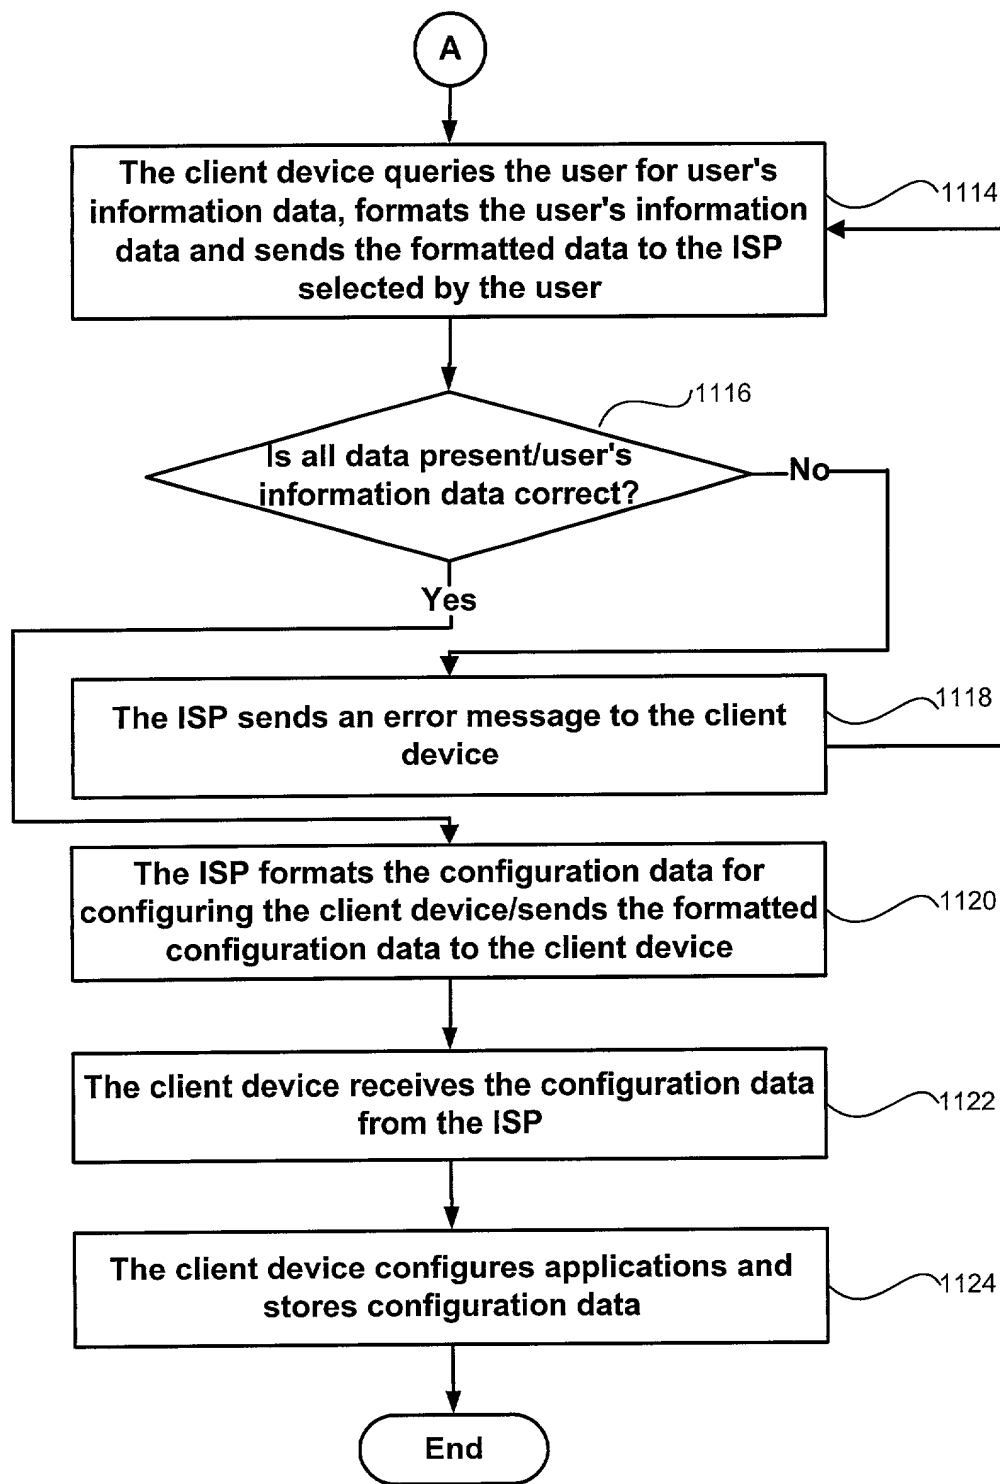 A
The client device queries the user for user's
information data, formats the user's information
data and sends the formatted data to the ISP
selected by the user
1114
1116
Is all data present/user's
information data correct?
No
Yes
The ISP sends an error message to the client
device
1118
The ISP formats the configuration data for
configuring the client device/sends the formatted
configuration data to the client device
1120
The client device receives the configuration data
from the ISP
1122
The client device configures applications and
stores configuration data
1124
End